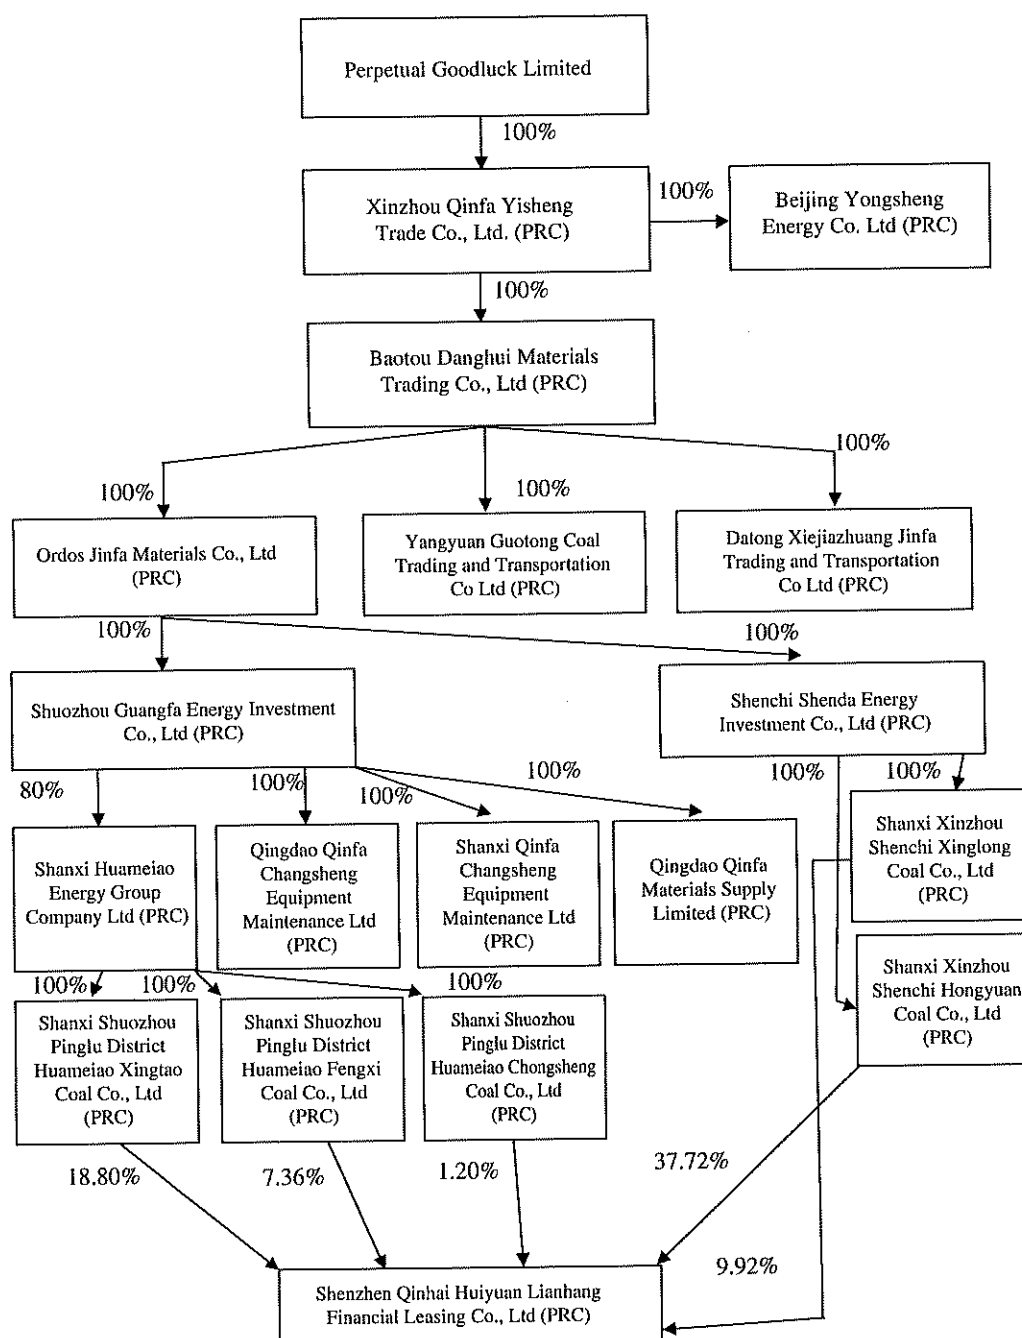 Perpetual Goodluck Limited
100%
Xinzhou Qinfa Yisheng
Trade Co., Ltd. (PRC)
100%
Beijing Yongsheng
Energy Co. Ltd (PRC)
100%
Baotou Danghui Materials
Trading Co., Ltd (PRC)
100%
100%
100%
Ordos Jinfa Materials Co., Ltd
(PRC)
Yangyuan Guotong Coal
Trading and Transportation
Co Ltd (PRC)
Datong Xiejiazhuang Jinfa
Trading and Transportation
Co Ltd (PRC)
100%
100%
Shuozhou Guangfa Energy Investment
Co., Ltd (PRC)
Shenchi Shenda Energy
Investment Co., Ltd (PRC)
80%
100%
100%
100%
100%
100%
Shanxi Huameiao
Energy Group
Company Ltd (PRC)
Qingdao Qinfa
Changsheng
Equipment
Maintenance Ltd
(PRC)
Shanxi Qinfa
Changsheng
Equipment
Maintenance Ltd
(PRC)
Qingdao Qinfa
Materials Supply
Limited (PRC)
Shanxi Xinzhou
Shenchi Xinglong
Coal Co., Ltd
(PRC)
Shanxi Xinzhou
Shenchi Hongyuan
Coal Co., Ltd
(PRC)
100%
100%
100%
Shanxi Shuozhou
Pinglu District
Huameiao Xingtao
Coal Co., Ltd
(PRC)
Shanxi Shuozhou
Pinglu District
Huameiao Fengxi
Coal Co., Ltd
(PRC)
Shanxi Shuozhou
Pinglu District
Huameiao Chongsheng
Coal Co., Ltd
(PRC)
18.80%
7.36%
1.20%
37.72%
9.92%
Shenzhen Qinhai Huiyuan Lianhang
Financial Leasing Co., Ltd (PRC)